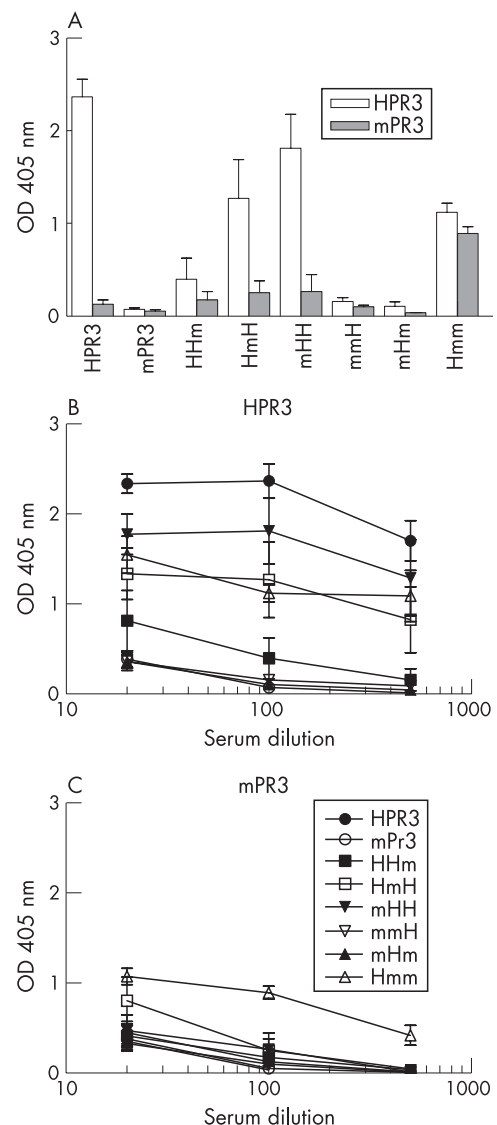 A
3
2
1
0
OD 405 nm
HPR3
mPR3
HPR3
mPR3
HHm
HmH
mHH
mmH
mHm
Hmm
B
HPR3
3
2
1
0
OD 405 nm
10
100
1000
Serum dilution
C
mPR3
3
2
1
0
OD 405 nm
HPR3
mPr3
HHm
HmH
mHH
mmH
mHm
Hmm
10
100
1000
Serum dilution